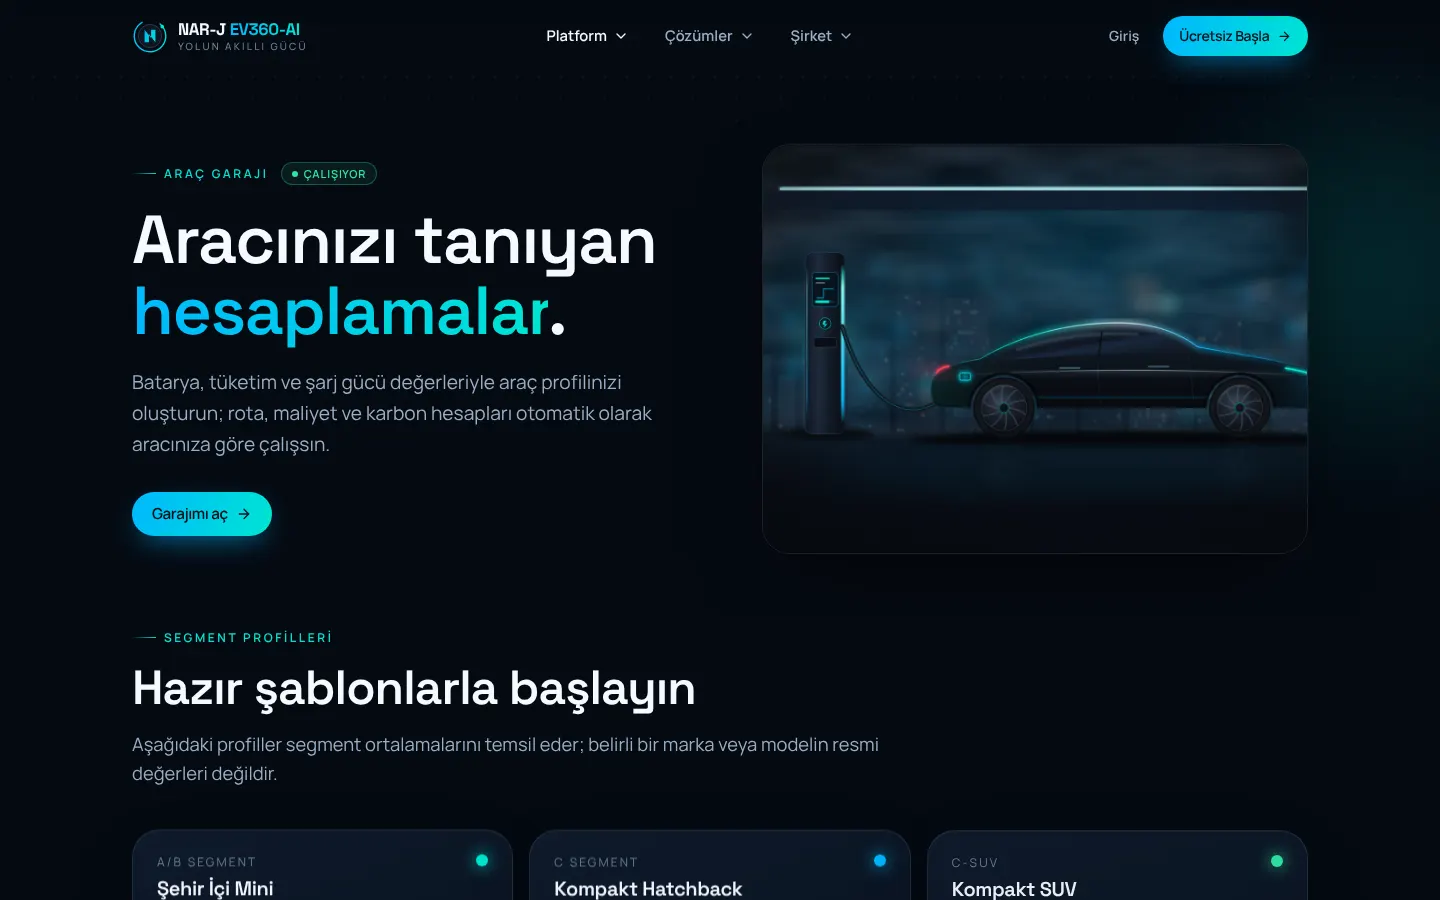 NAR-J EV360-AI
YOLUN AKILLI GÜCÜ
Platform
Çözümler
Şirket
Giriş
Ücretsiz Başla
ARAÇ GARAJI
ÇALIŞIYOR
Aracınızı tanıyan
hesaplamalar.
Batarya, tüketim ve şarj gücü değerleriyle araç profilinizi
oluşturun; rota, maliyet ve karbon hesapları otomatik olarak
aracınıza göre çalışsın.
Garajımı aç
SEGMENT PROFİLLERİ
Hazır şablonlarla başlayın
Aşağıdaki profiller segment ortalamalarını temsil eder; belirli bir marka veya modelin resmi
değerleri değildir.
A/B SEGMENT
Şehir İçi Mini
C SEGMENT
Kompakt Hatchback
C-SUV
Kompakt SUV